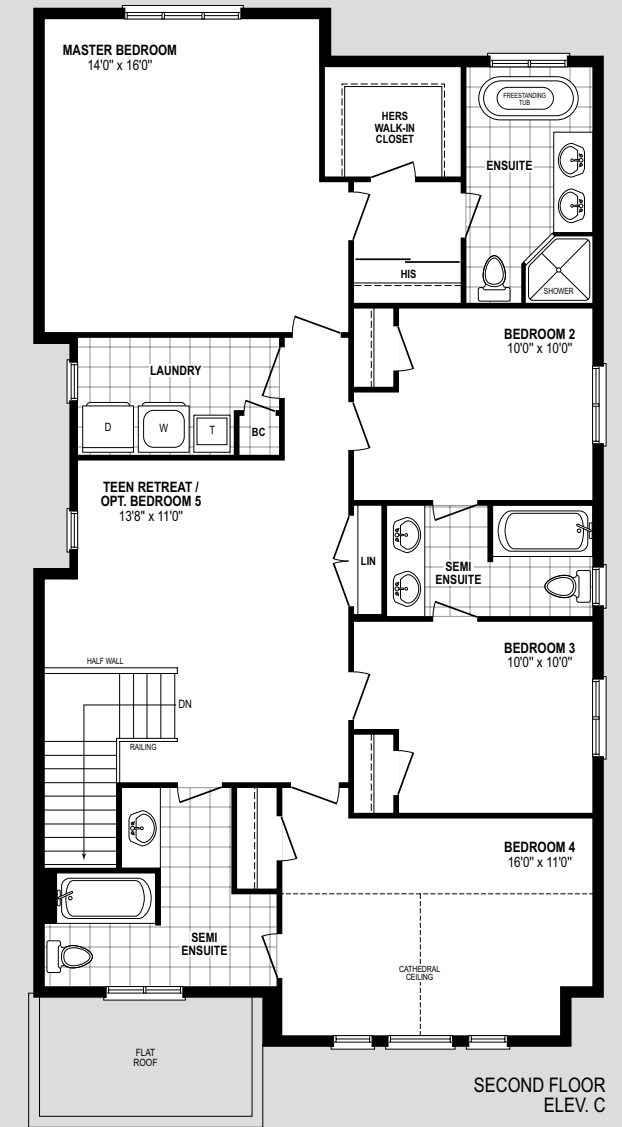 MASTER BEDROOM
14'0" x 16'0"
HERS
WALK-IN
CLOSET
FREESTANDING
TUB
ENSUITE
HIS
SHOWER
BEDROOM 2
10'0" x 10'0"
LAUNDRY
D
W
T
BC
TEEN RETREAT /
OPT. BEDROOM 5
13'8" x 11'0"
LIN
SEMI
ENSUITE
BEDROOM 3
10'0" x 10'0"
HALF WALL
DN
RAILING
BEDROOM 4
16'0" x 11'0"
SEMI
ENSUITE
CATHEDRAL
CEILING
FLAT
ROOF
SECOND FLOOR
ELEV. C